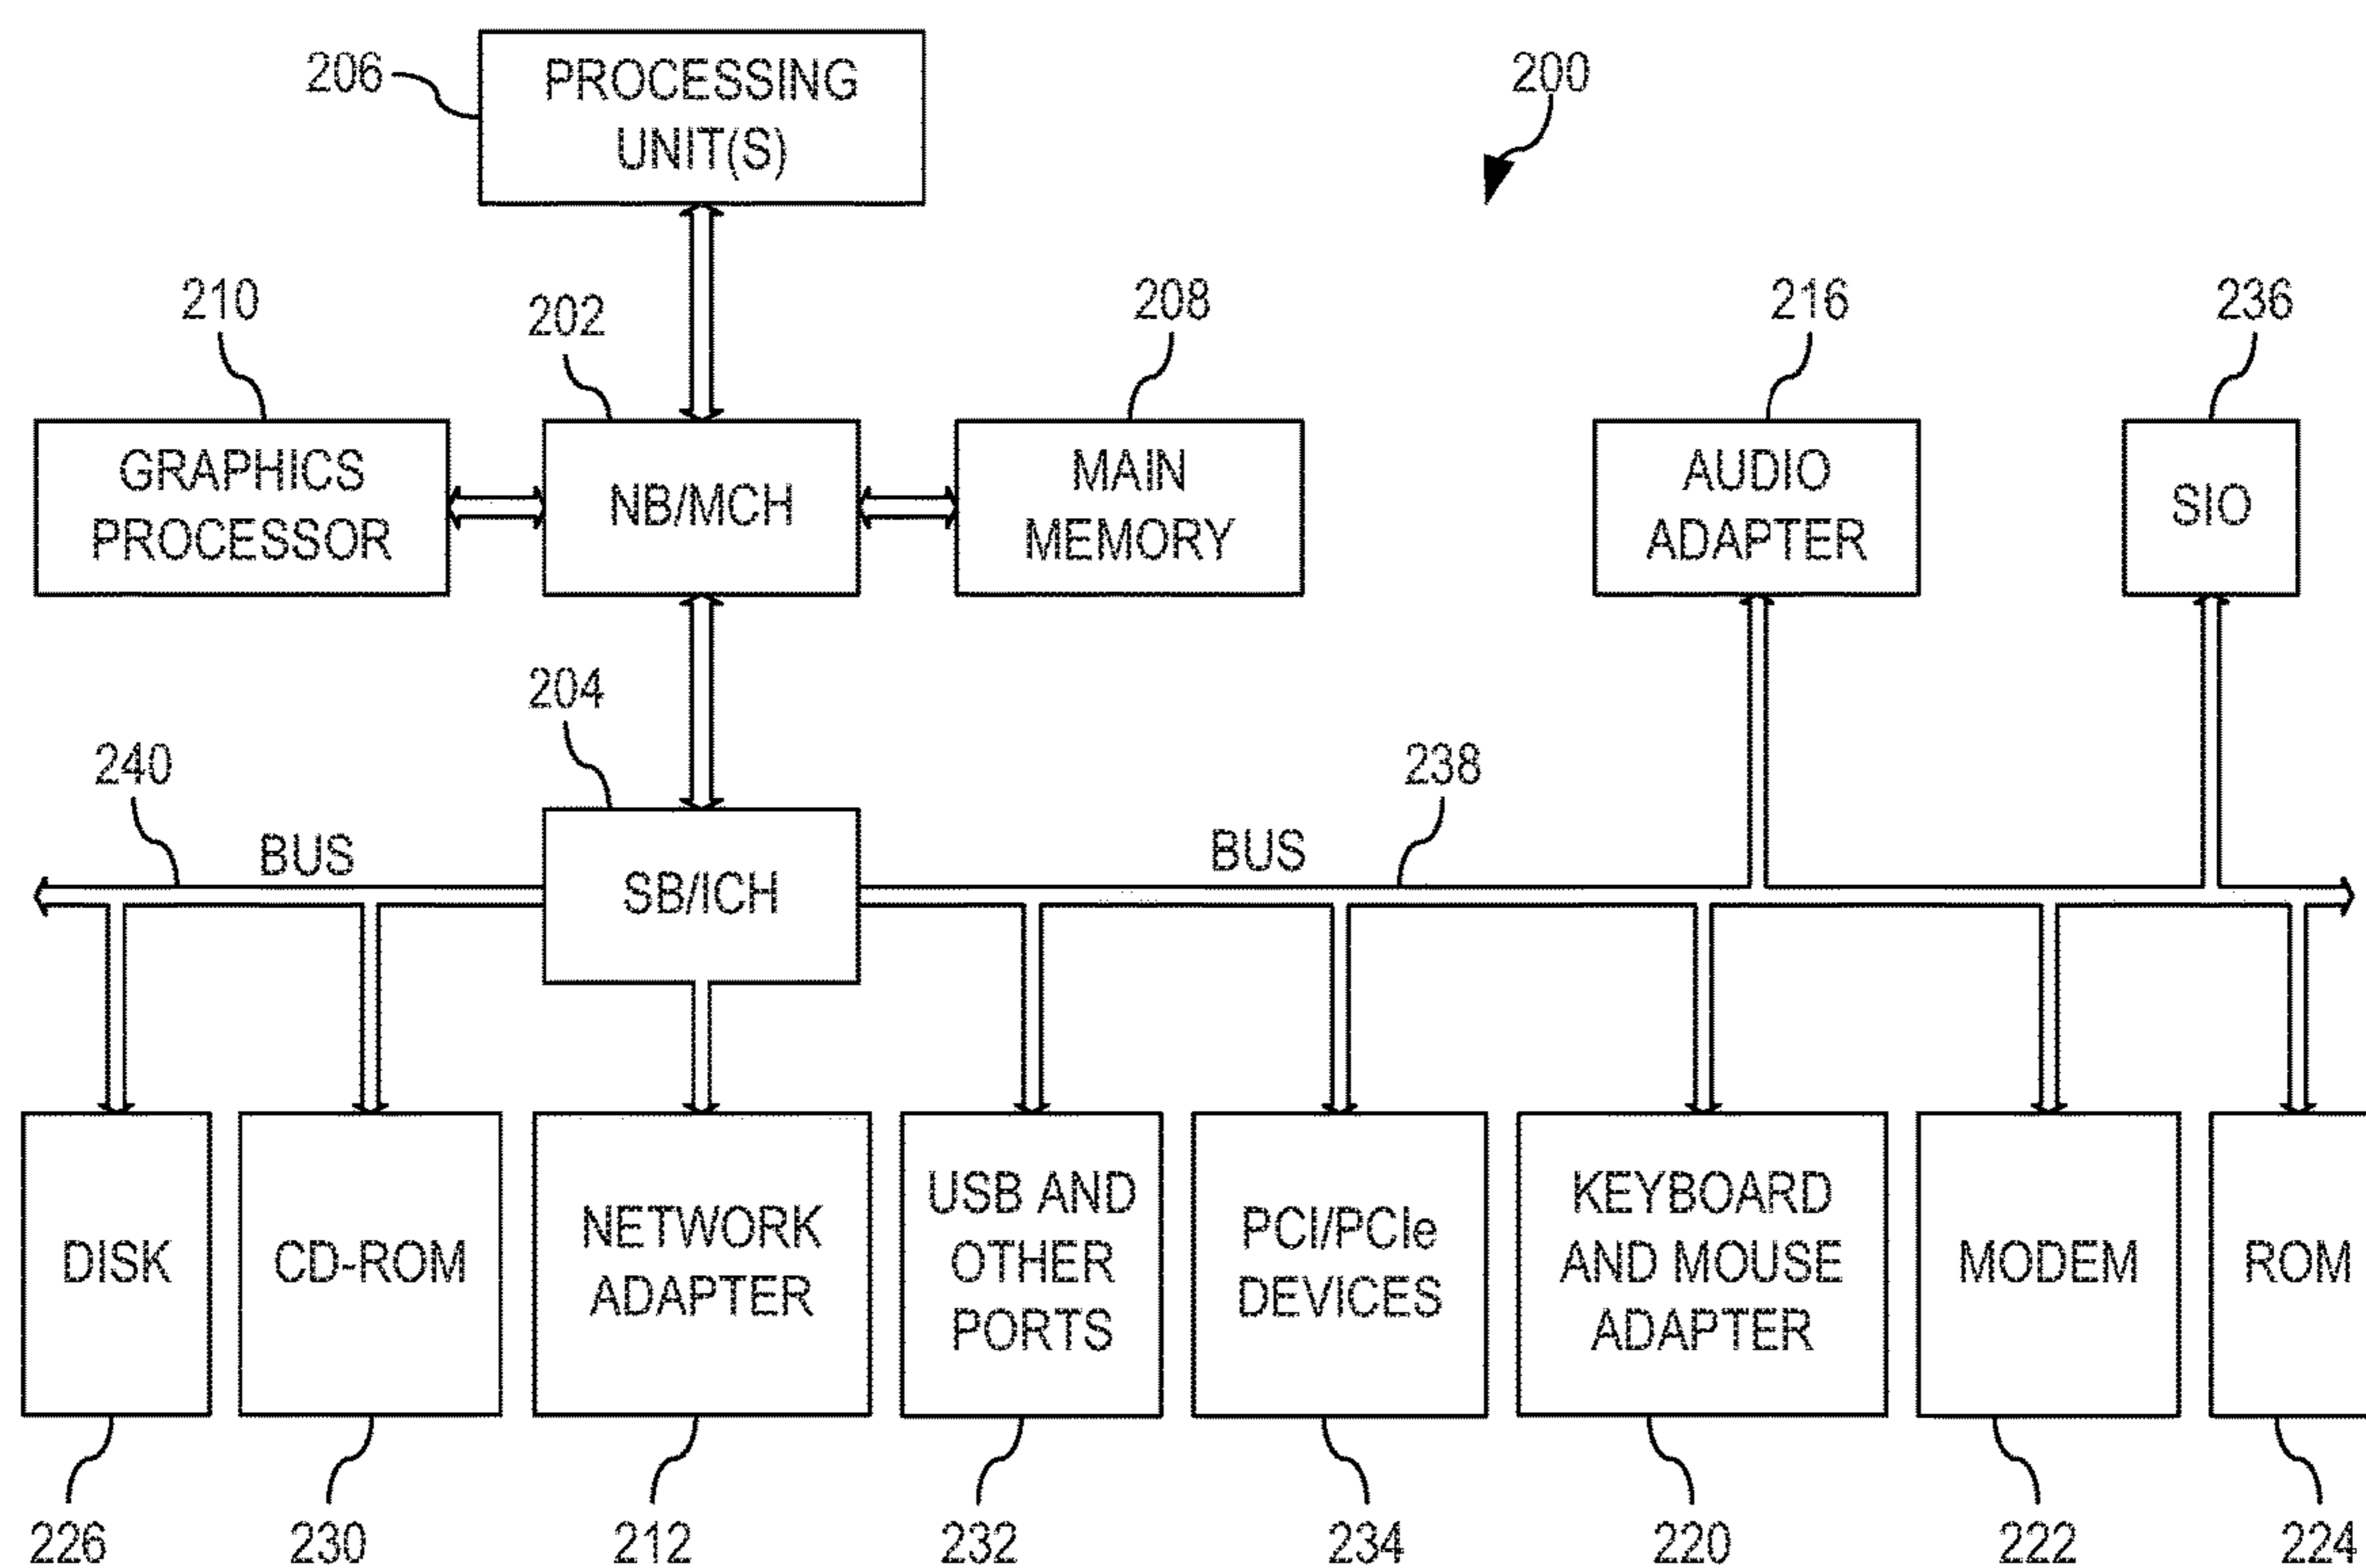 206
PROCESSING
UNIT(S)
200
210
202
208
216
236
GRAPHICS
PROCESSOR
NB/MCH
MAIN
MEMORY
AUDIO
ADAPTER
SIO
204
240
238
BUS
BUS
SB/ICH
DISK
CD-ROM
NETWORK
ADAPTER
USB AND
OTHER
PORTS
PCI/PCIe
DEVICES
KEYBOARD
AND MOUSE
ADAPTER
MODEM
ROM
226
230
212
232
234
220
222
224